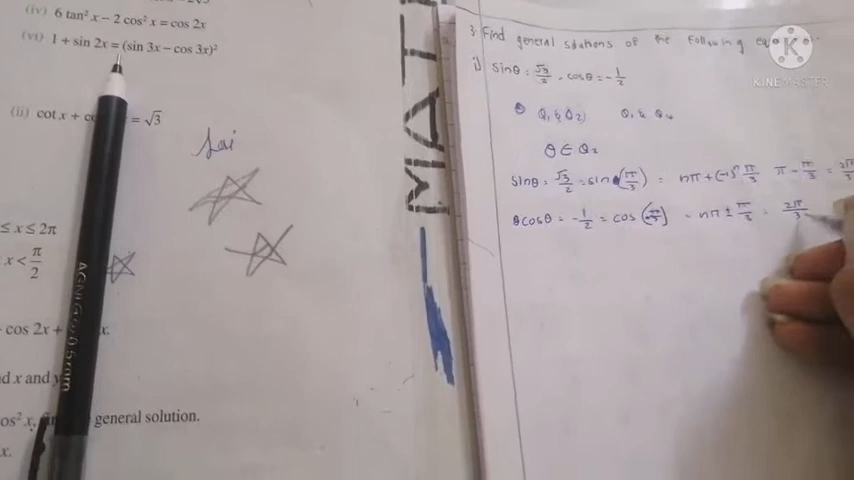 (iv) 6 tan² x − 2 cos² x = cos 2x
(vi) 1 + sin 2x = (sin 3x − cos 3x)²
(ii) cot x + = √3
≤ x ≤ 2π
x < π/2
cos 2x + x.
d x and y
os² x, general solution.
x.
Sai
MAT
3. Find general solutions of the following
KINEMASTER
i) sinθ = √3/2 , cosθ = −1/2
Q₁ & Q₂ Q₃ & Q₄
θ ∈ Q₂
sinθ = √3/2 = sin (π/3) = nπ + (−1)ⁿ π/3 π − π/3 = 2π/3
cosθ = −1/2 = cos = nπ ± π/3 = 2π/3